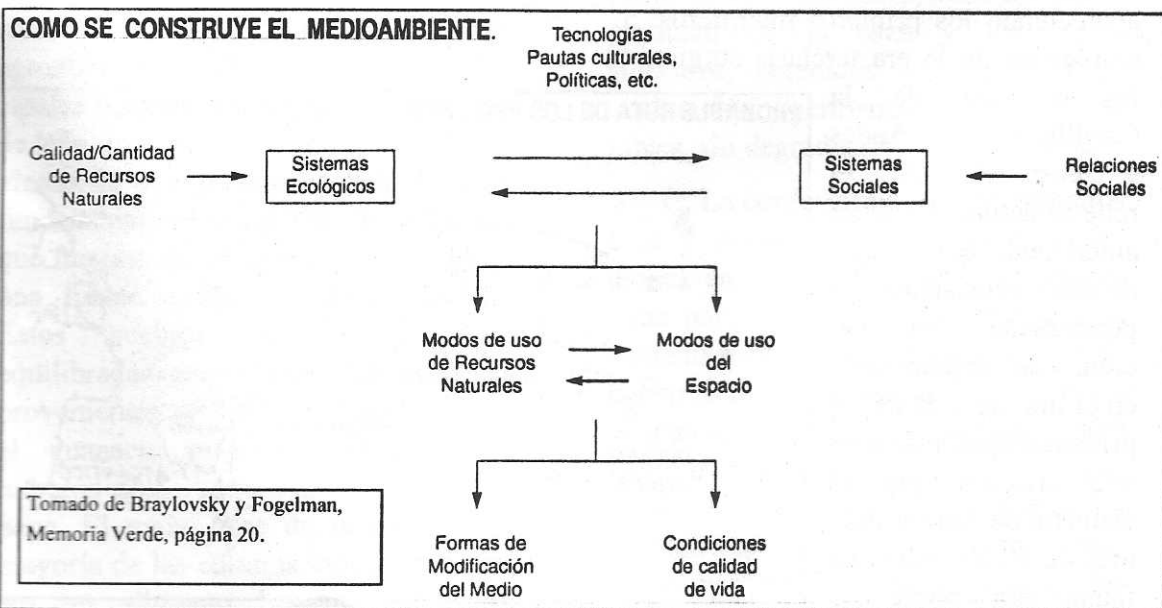 COMO SE CONSTRUYE EL MEDIOAMBIENTE.
Tecnologías
Pautas culturales,
Políticas, etc.
Calidad/Cantidad
de Recursos
Naturales
Sistemas
Ecológicos
Sistemas
Sociales
Relaciones
Sociales
Modos de uso
de Recursos
Naturales
Modos de uso
del
Espacio
Tomado de Braylovsky y Fogelman,
Memoria Verde, página 20.
Formas de
Modificación
del Medio
Condiciones
de calidad
de vida